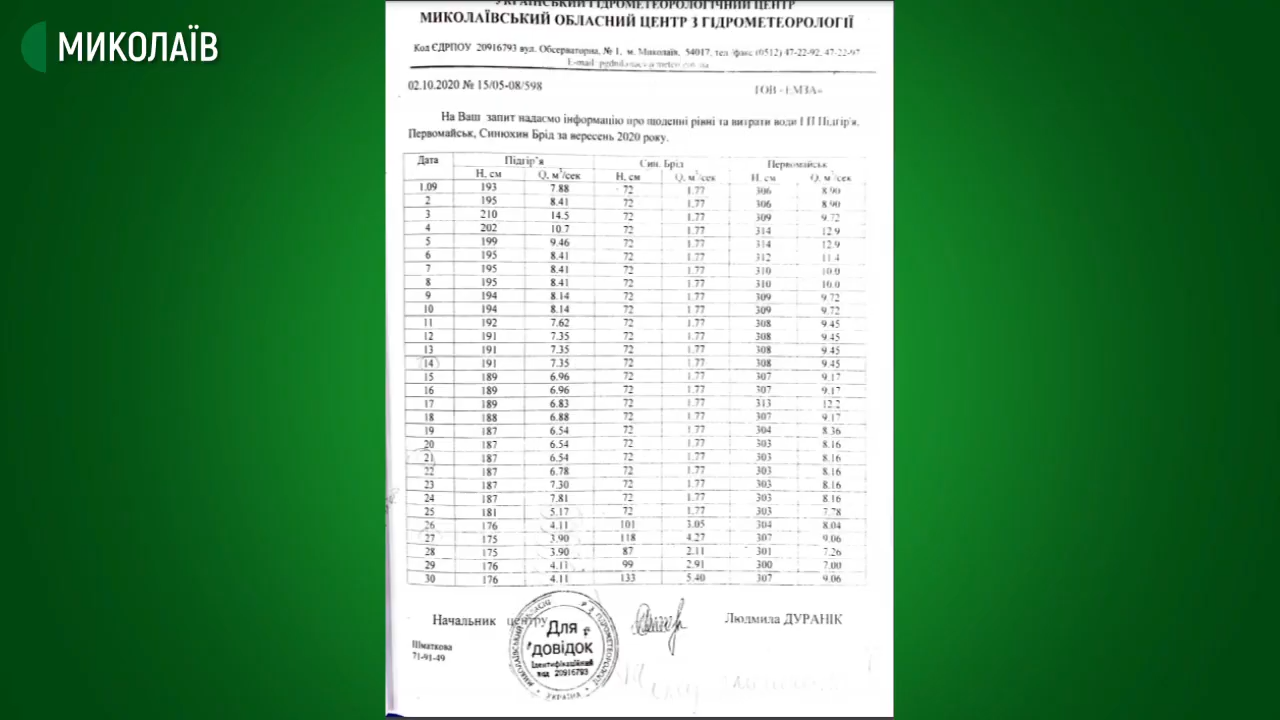 МИКОЛАЇВ
УКРАЇНСЬКИЙ ГІДРОМЕТЕОРОЛОГІЧНИЙ ЦЕНТР
МИКОЛАЇВСЬКИЙ ОБЛАСНИЙ ЦЕНТР З ГІДРОМЕТЕОРОЛОГІЇ
Код ЄДРПОУ 20916793 вул. Обсерваторна, № 1, м. Миколаїв, 54017, тел/факс (0512) 47-22-92, 47-22-97
E-mail:
02.10.2020 № 15/05-08/598 ТОВ «ЕМЗА»
На Ваш запит надаємо інформацію про щоденні рівні та витрати води ГП Підгір'я,
Первомайськ, Синюхин Брід за вересень 2020 року.
Дата Підгір'я Син. Брід Первомайськ
Н, см Q, м³/сек Н, см Q, м³/сек Н, см Q, м³/сек
1.09 193 7.88 72 1.77 306 8.90
2 195 8.41 72 1.77 306 8.90
3 210 14.5 72 1.77 309 9.72
4 202 10.7 72 1.77 314 12.9
5 199 9.46 72 1.77 314 12.9
6 195 8.41 72 1.77 312 11.4
7 195 8.41 72 1.77 310 10.0
8 195 8.41 72 1.77 310 10.0
9 194 8.14 72 1.77 309 9.72
10 194 8.14 72 1.77 309 9.72
11 192 7.62 72 1.77 308 9.45
12 191 7.35 72 1.77 308 9.45
13 191 7.35 72 1.77 308 9.45
14 191 7.35 72 1.77 308 9.45
15 189 6.96 72 1.77 307 9.17
16 189 6.96 72 1.77 307 9.17
17 189 6.83 72 1.77 313 12.2
18 188 6.88 72 1.77 307 9.17
19 187 6.54 72 1.77 304 8.36
20 187 6.54 72 1.77 303 8.16
21 187 6.54 72 1.77 303 8.16
22 187 6.78 72 1.77 303 8.16
23 187 7.30 72 1.77 303 8.16
24 187 7.81 72 1.77 303 8.16
25 181 5.17 72 1.77 303 7.78
26 176 4.11 101 3.05 304 8.04
27 175 3.90 118 4.27 307 9.06
28 175 3.90 87 2.11 301 7.26
29 176 4.11 99 2.91 300 7.00
30 176 4.11 133 5.40 307 9.06
Начальник центру Людмила ДУРАНІК
Шматкова
71-91-49
Для
довідок
Ідентифікаційний
код 20916793
УКРАЇНА